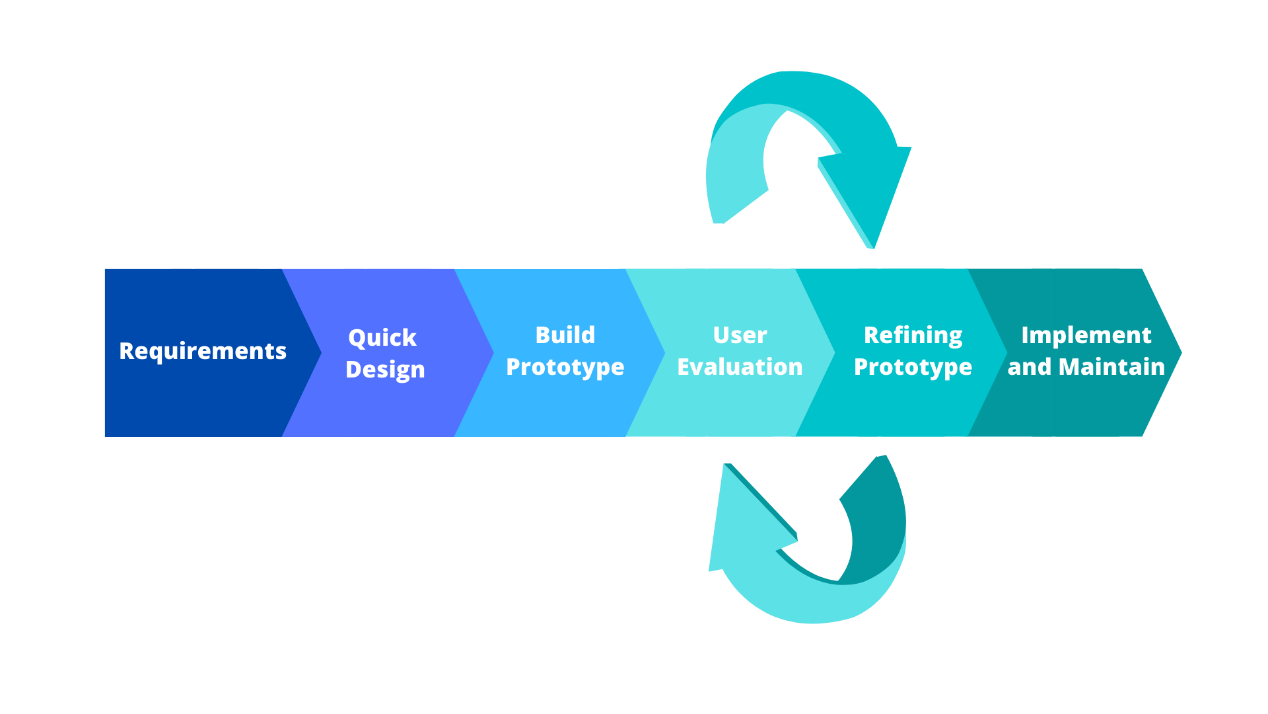 Requirements
Quick
Design
Build
Prototype
User
Evaluation
Refining
Prototype
Implement
and Maintain